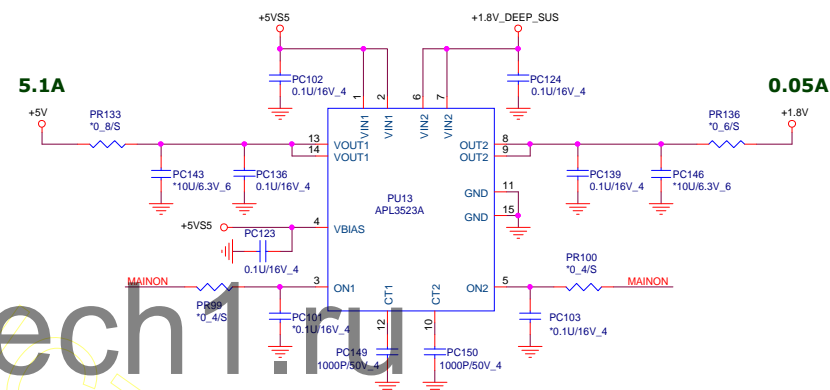 +5VS5
+1.8V_DEEP_SUS
5.1A
0.05A
PC102
0.1U/16V_4
PC124
0.1U/16V_4
+5V
PR133
*0_8/S
PR136
*0_6/S
+1.8V
1
2
6
7
VIN1
VIN1
VIN2
VIN2
13
14
VOUT1
VOUT1
OUT2
OUT2
8
9
PC143
*10U/6.3V_6
PC136
0.1U/16V_4
PC139
0.1U/16V_4
PC146
*10U/6.3V_6
PU13
APL3523A
GND
11
GND
15
+5VS5
4
VBIAS
PC123
0.1U/16V_4
MAINON
PR99
*0_4/S
3
ON1
ON2
5
PR100
*0_4/S
MAINON
CT1
CT2
PC101
*0.1U/16V_4
PC103
*0.1U/16V_4
12
10
PC149
1000P/50V_4
PC150
1000P/50V_4
ech1.ru